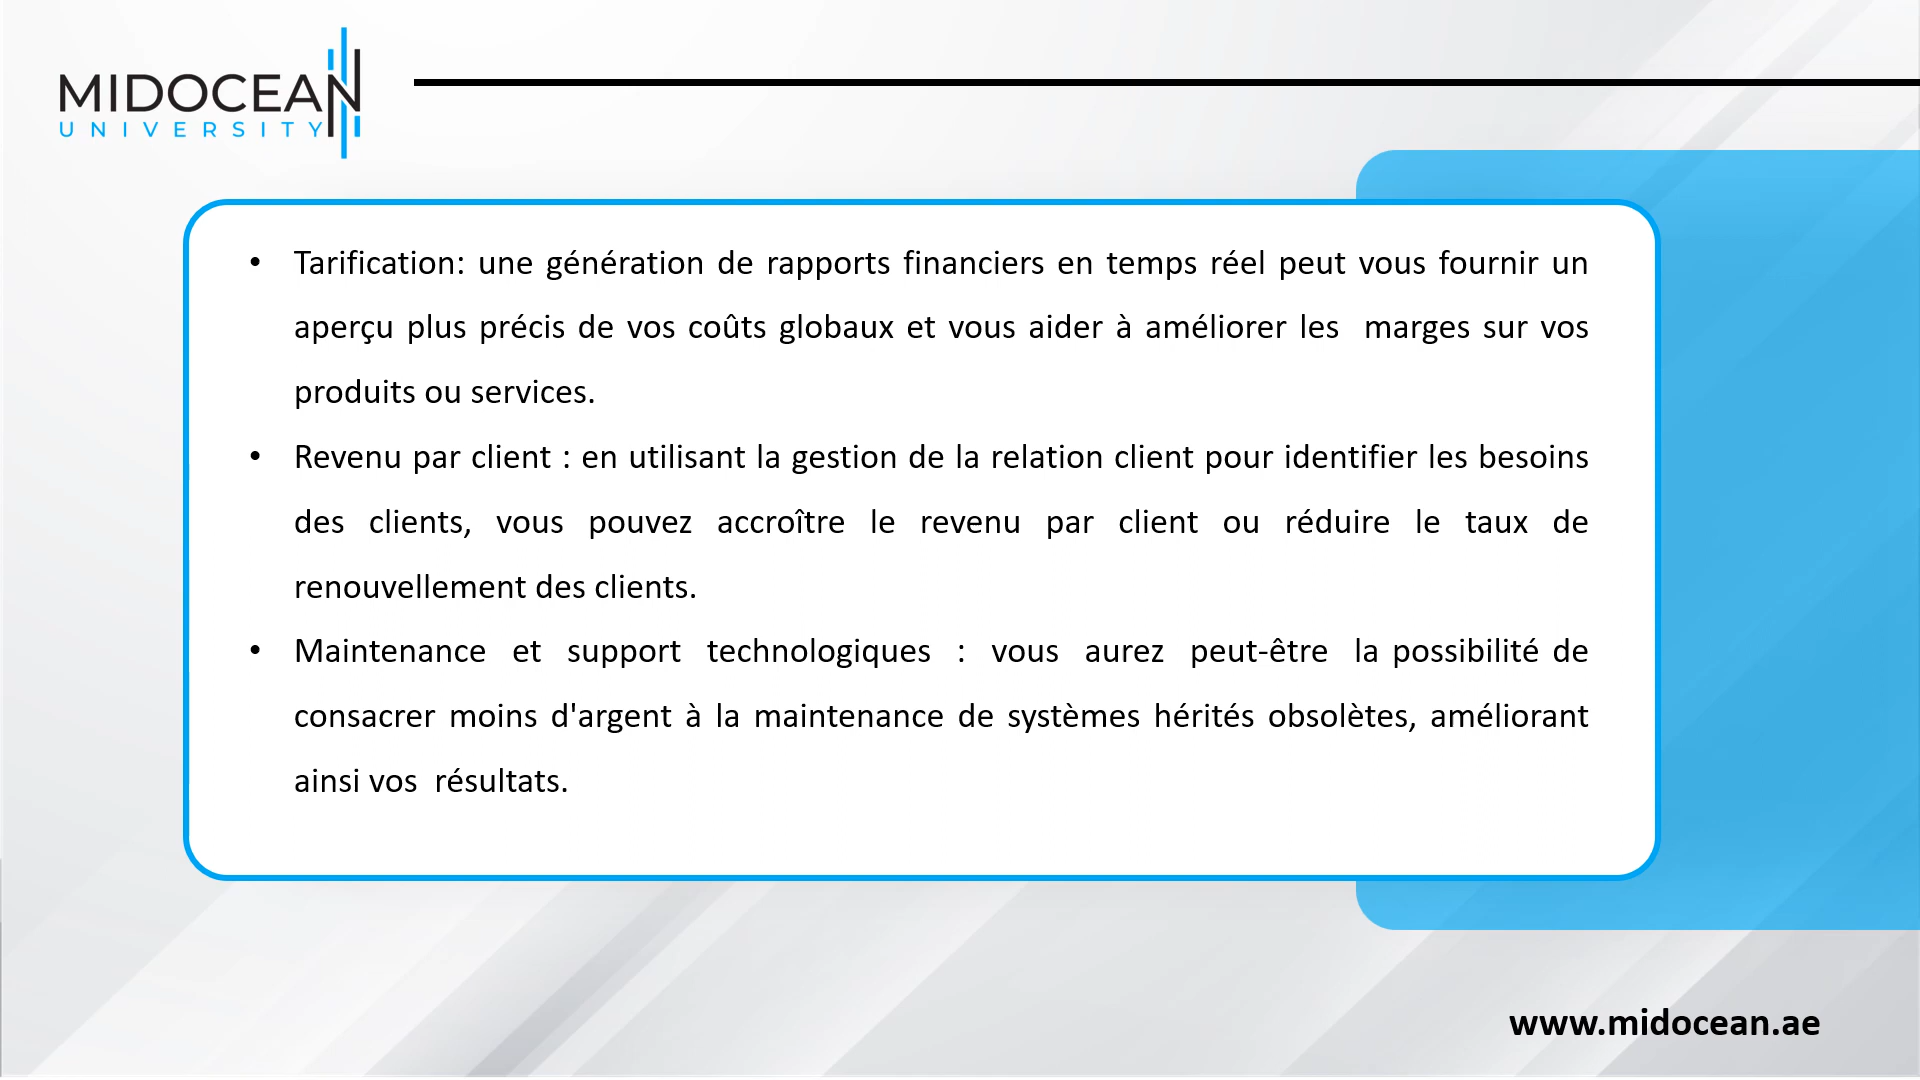 MIDOCEAN
UNIVERSITY
• Tarification: une génération de rapports financiers en temps réel peut vous fournir un
aperçu plus précis de vos coûts globaux et vous aider à améliorer les marges sur vos
produits ou services.
• Revenu par client : en utilisant la gestion de la relation client pour identifier les besoins
des clients, vous pouvez accroître le revenu par client ou réduire le taux de
renouvellement des clients.
• Maintenance et support technologiques : vous aurez peut-être la possibilité de
consacrer moins d'argent à la maintenance de systèmes hérités obsolètes, améliorant
ainsi vos résultats.
www.midocean.ae